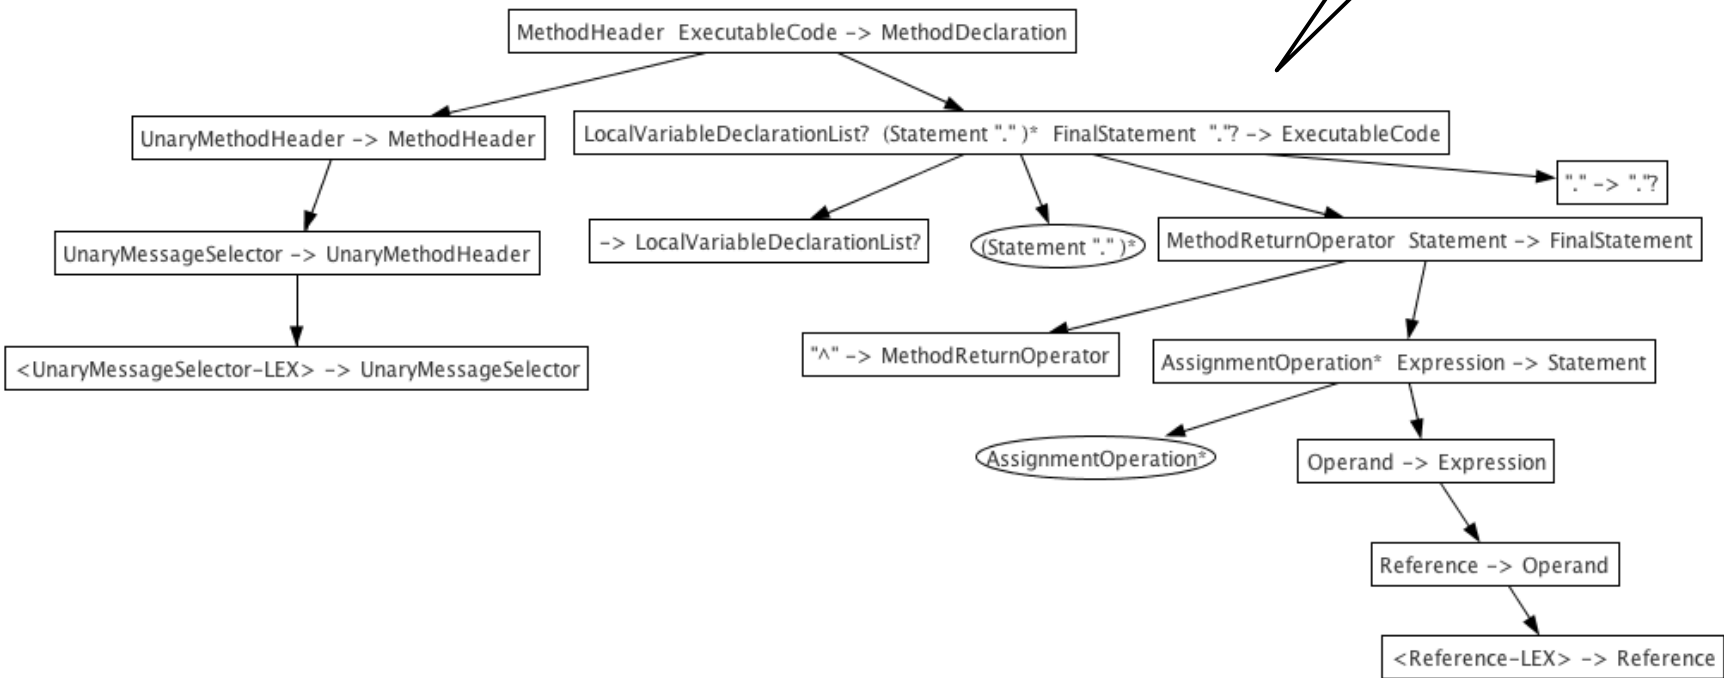 MethodHeader ExecutableCode -> MethodDeclaration
UnaryMethodHeader -> MethodHeader
LocalVariableDeclarationList? (Statement "." )* FinalStatement "."? -> ExecutableCode
"." -> "."?
UnaryMessageSelector -> UnaryMethodHeader
-> LocalVariableDeclarationList?
(Statement "." )*
MethodReturnOperator Statement -> FinalStatement
<UnaryMessageSelector-LEX> -> UnaryMessageSelector
"^" -> MethodReturnOperator
AssignmentOperation* Expression -> Statement
AssignmentOperation*
Operand -> Expression
Reference -> Operand
<Reference-LEX> -> Reference